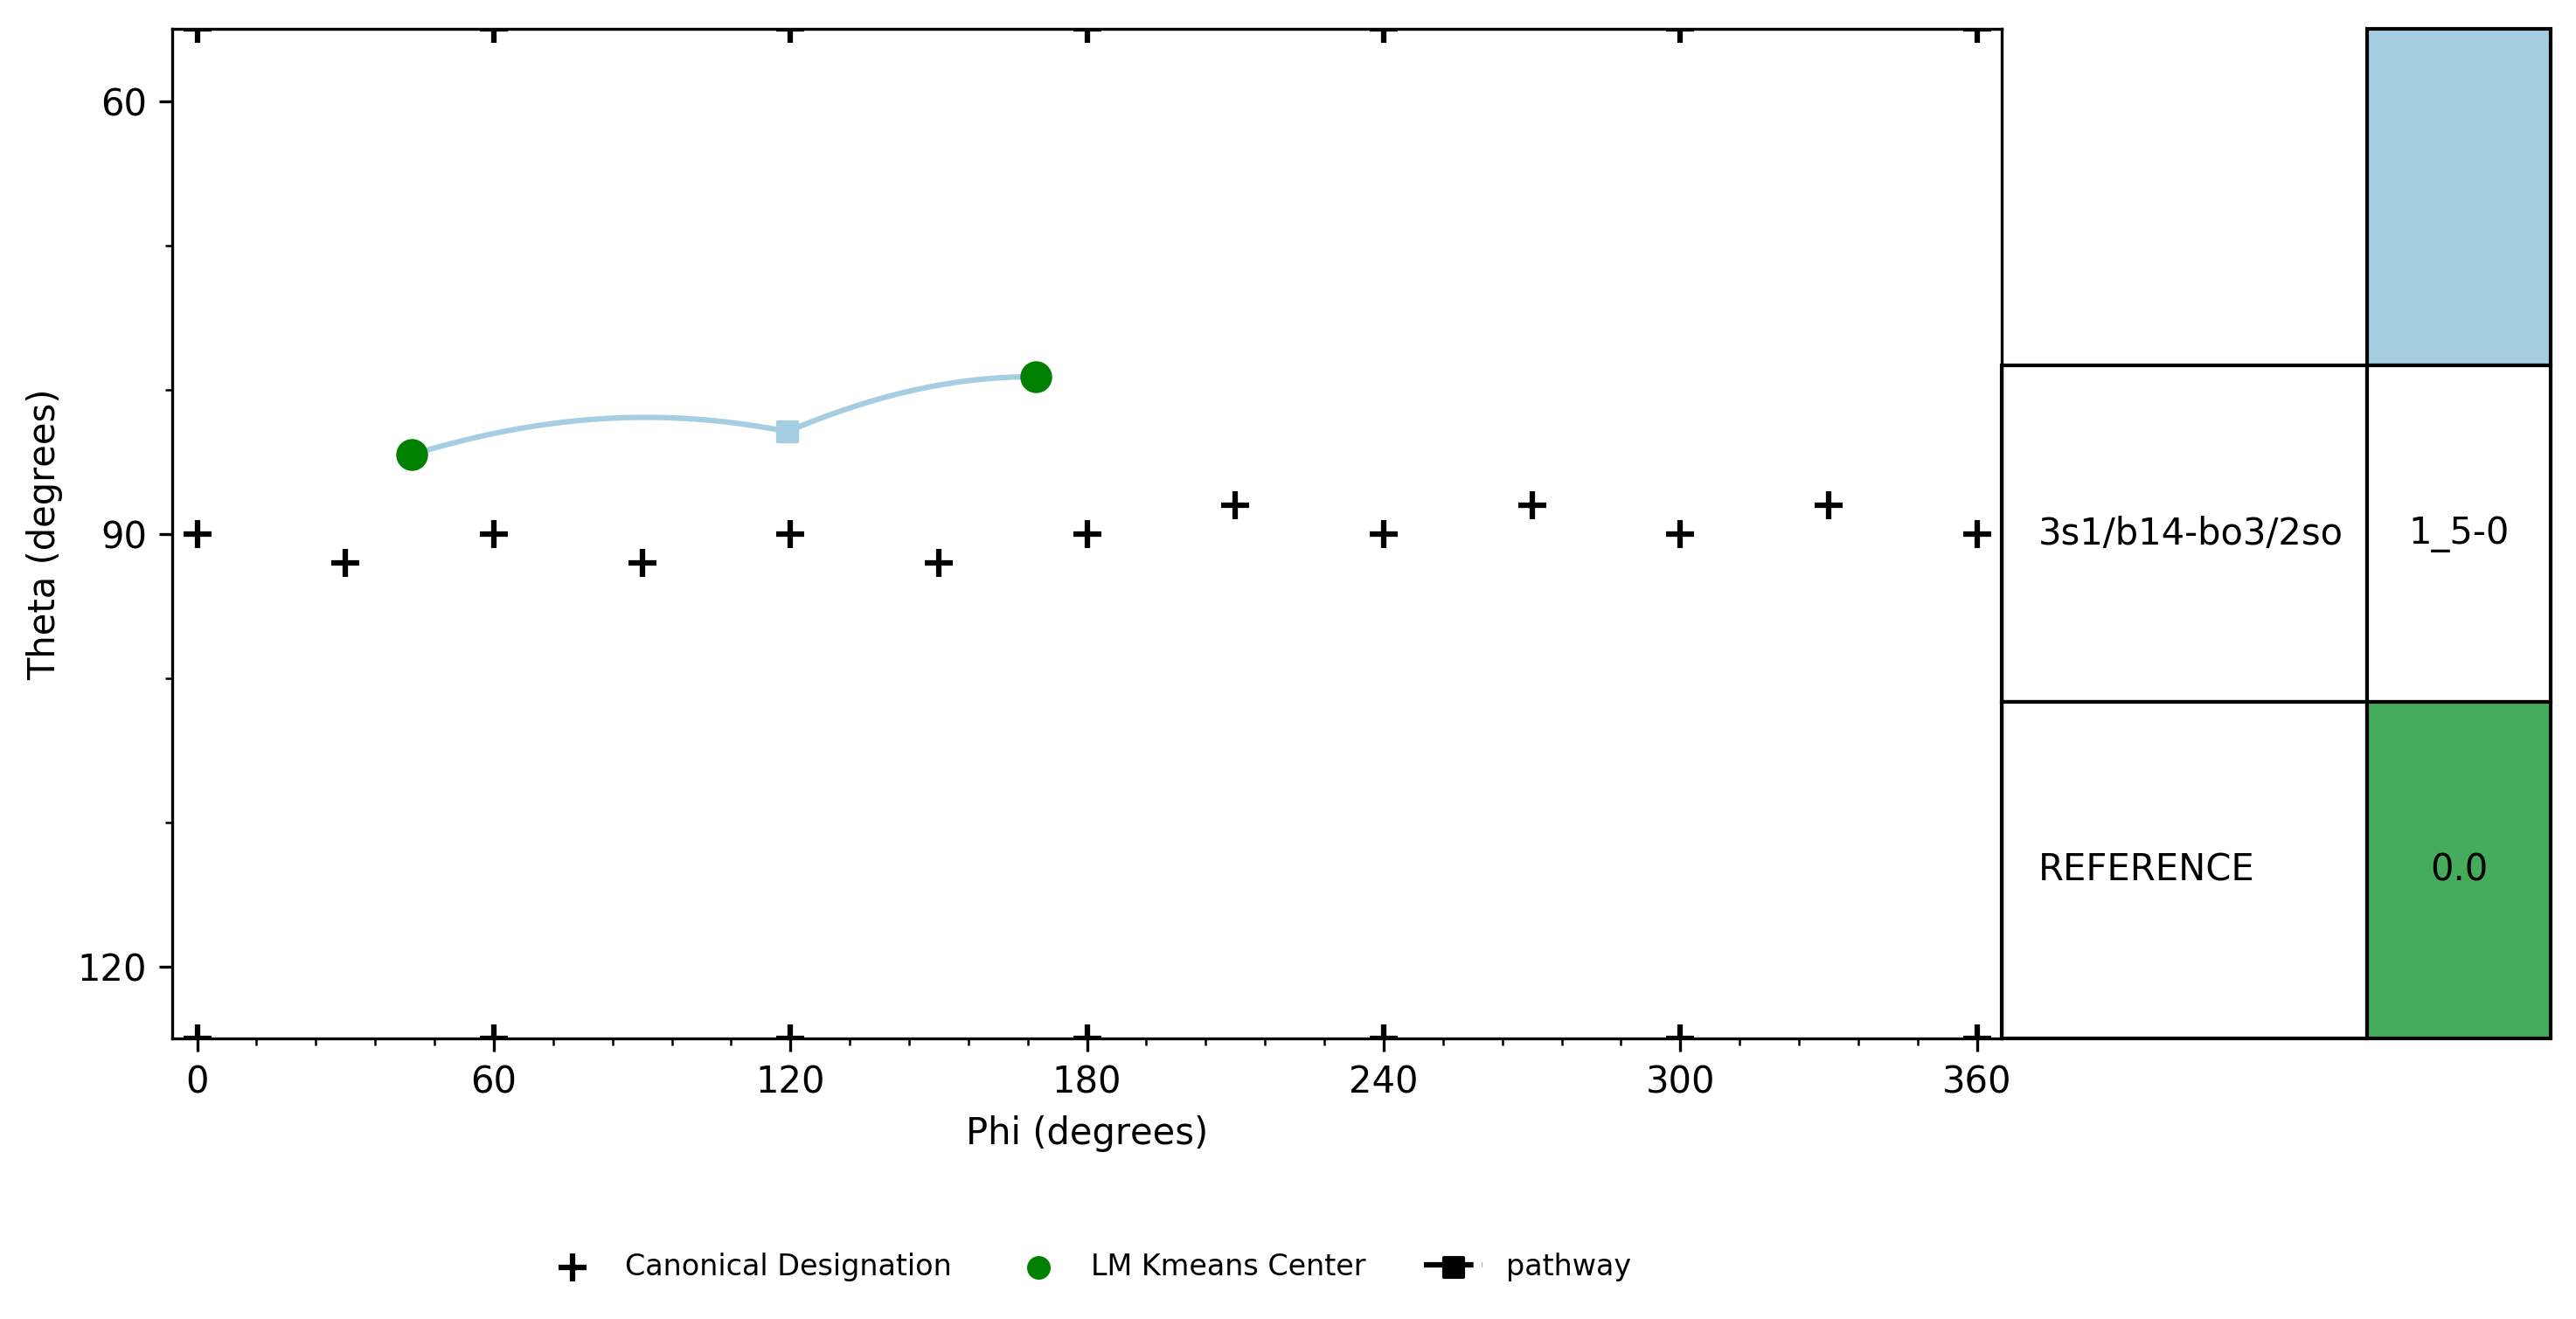 60
90
120
Theta (degrees)
0 60 120 180 240 300 360
Phi (degrees)
3s1/b14-bo3/2so 1_5-0
REFERENCE 0.0
Canonical Designation LM Kmeans Center pathway